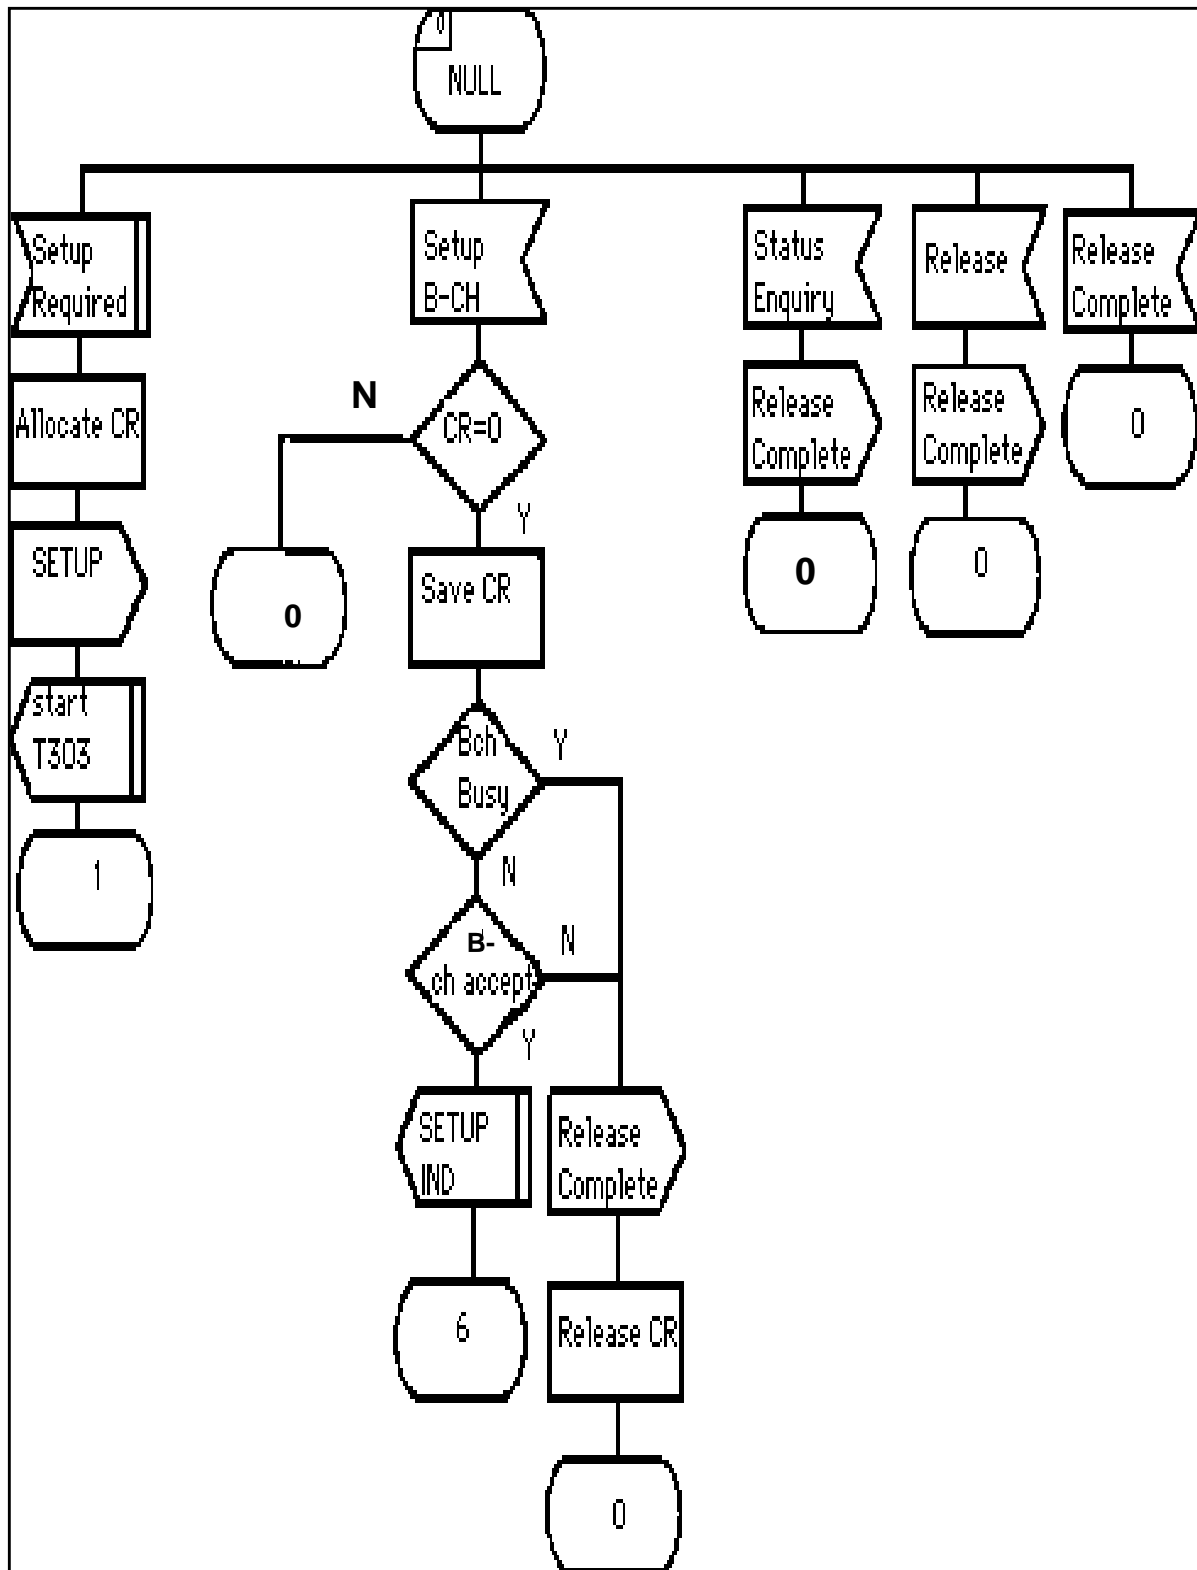 0
NULL
Setup
Required
Setup
B-CH
Status
Enquiry
Release
Release
Complete
Allocate CR
N
CR=0
Y
Release
Complete
Release
Complete
0
SETUP
0
Save CR
0
0
start
T303
Bch
Busy
Y
N
1
B-
ch accept
N
Y
SETUP
IND
Release
Complete
6
Release CR
0